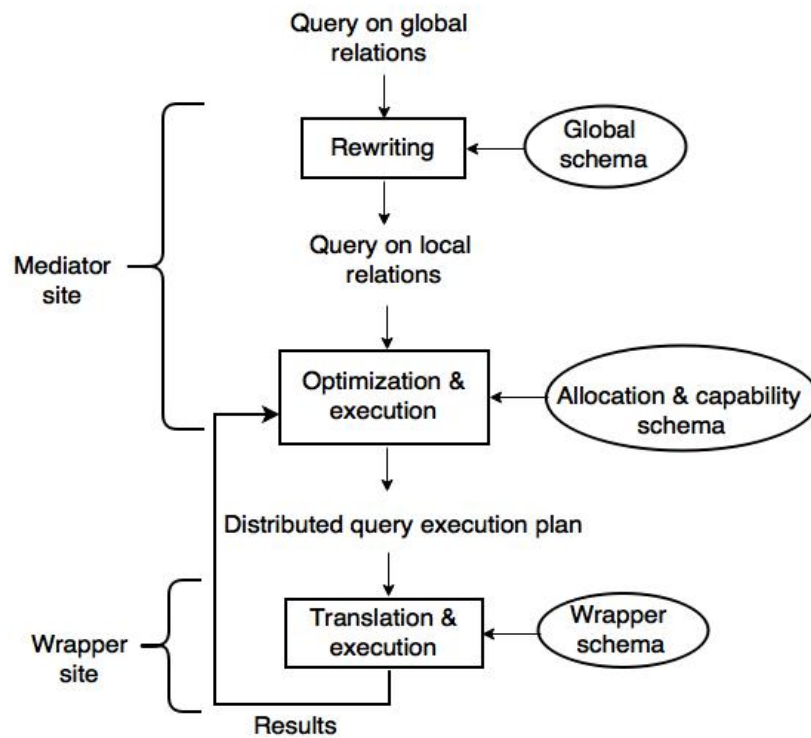 Query on global
relations
Rewriting
Global
schema
Query on local
relations
Mediator
site
Optimization &
execution
Allocation & capability
schema
Distributed query execution plan
Translation &
execution
Wrapper
schema
Wrapper
site
Results